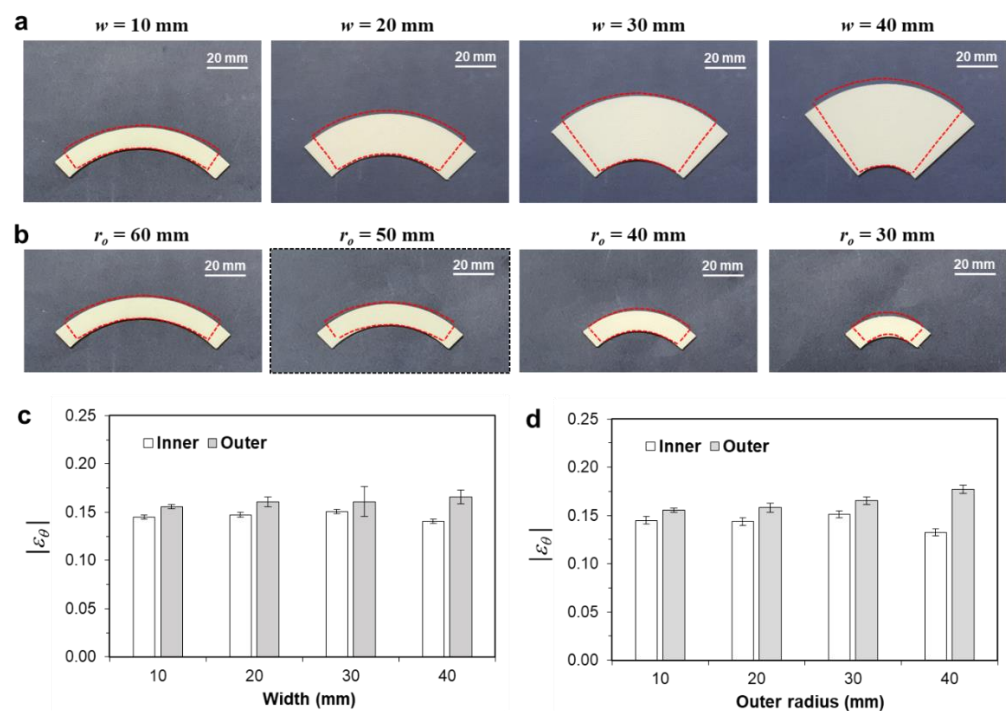 a
w = 10 mm w = 20 mm w = 30 mm w = 40 mm
20 mm 20 mm 20 mm 20 mm
b
r_o = 60 mm r_o = 50 mm r_o = 40 mm r_o = 30 mm
20 mm 20 mm 20 mm 20 mm
c
0.25
0.20
0.15
0.10
0.05
0.00
|ε_θ|
Inner Outer
10 20 30 40
Width (mm)
d
0.25
0.20
0.15
0.10
0.05
0.00
|ε_θ|
Inner Outer
10 20 30 40
Outer radius (mm)